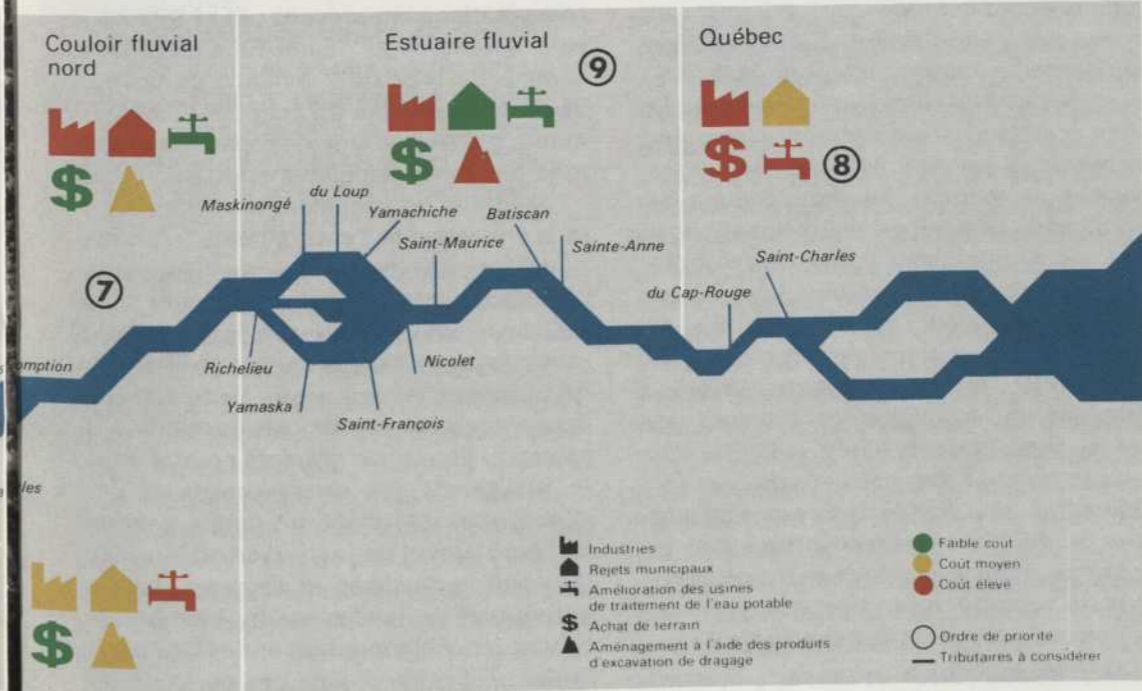 Couloir fluvial
nord
Estuaire fluvial
9
Québec
8
Maskinongé
du Loup
Yamachiche
Saint-Maurice
Batiscan
Sainte-Anne
Saint-Charles
du Cap-Rouge
7
omption
Richelieu
Nicolet
Yamaska
Saint-François
les
Industries
Rejets municipaux
Amélioration des usines
de traitement de l'eau potable
Achat de terrain
Aménagement à l'aide des produits
d'excavation de dragage
Faible cout
Coût moyen
Coût élevé
Ordre de priorité
Tributaires à considérer